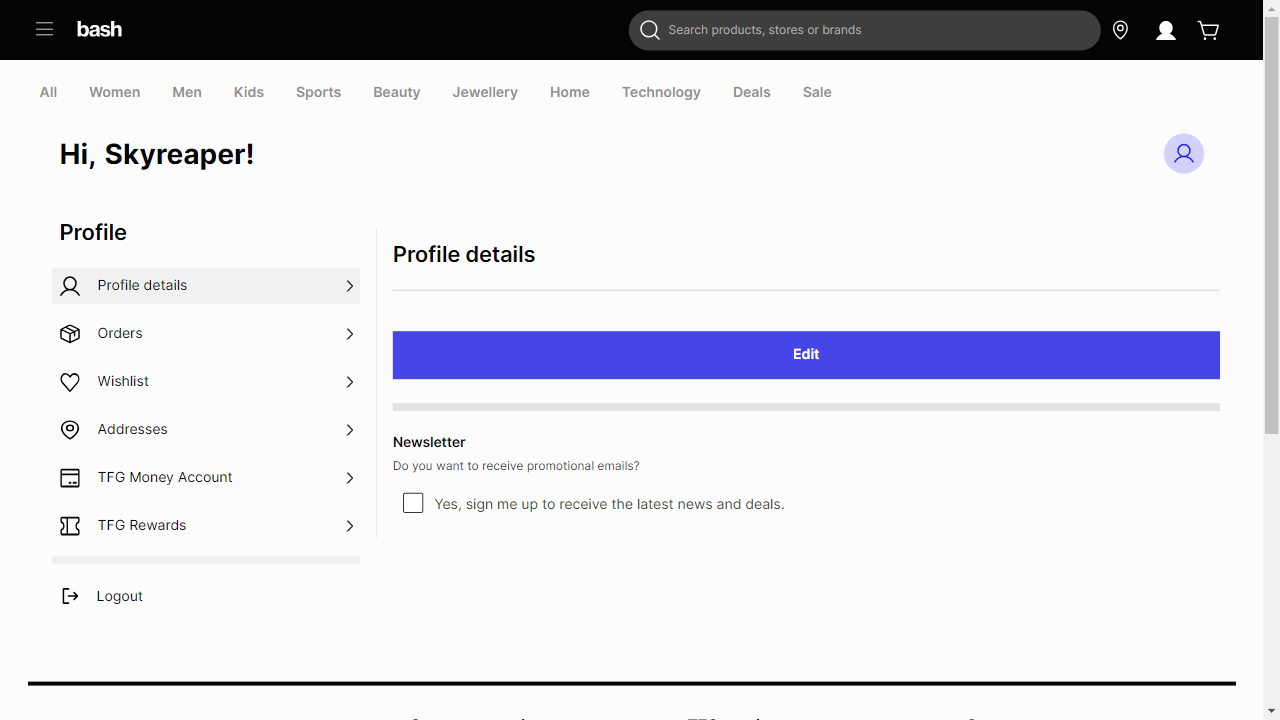 bash
Search products, stores or brands
All Women Men Kids Sports Beauty Jewellery Home Technology Deals Sale
Hi, Skyreaper!
Profile
Profile details
Orders
Wishlist
Addresses
TFG Money Account
TFG Rewards
Logout
Profile details
Edit
Newsletter
Do you want to receive promotional emails?
Yes, sign me up to receive the latest news and deals.